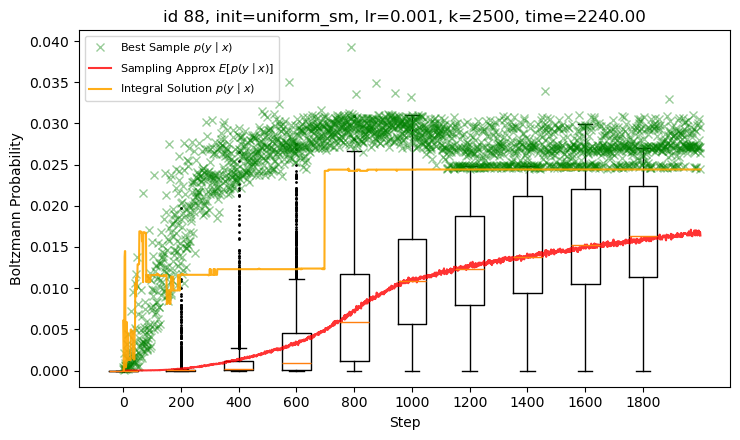 id 88, init=uniform_sm, lr=0.001, k=2500, time=2240.00
Best Sample p(y | x)
Sampling Approx E[p(y | x)]
Integral Solution p(y | x)
Boltzmann Probability
0.040
0.035
0.030
0.025
0.020
0.015
0.010
0.005
0.000
0 200 400 600 800 1000 1200 1400 1600 1800
Step